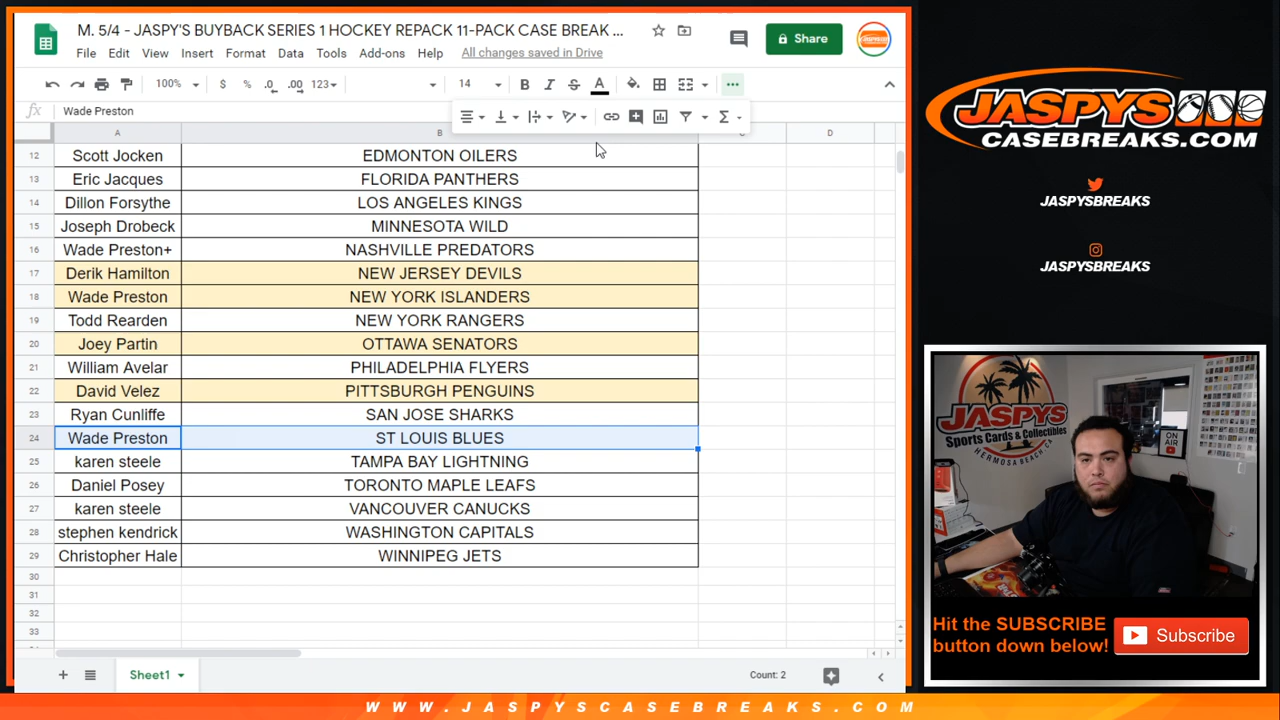 M. 5/4 - JASPY'S BUYBACK SERIES 1 HOCKEY REPACK 11-PACK CASE BREAK ...
File Edit View Insert Format Data Tools Add-ons Help All changes saved in Drive
Share
100% $ % .0 .00 123 14 B I S A
fx Wade Preston
A B C D
12 Scott Jocken EDMONTON OILERS
13 Eric Jacques FLORIDA PANTHERS
14 Dillon Forsythe LOS ANGELES KINGS
15 Joseph Drobeck MINNESOTA WILD
16 Wade Preston+ NASHVILLE PREDATORS
17 Derik Hamilton NEW JERSEY DEVILS
18 Wade Preston NEW YORK ISLANDERS
19 Todd Rearden NEW YORK RANGERS
20 Joey Partin OTTAWA SENATORS
21 William Avelar PHILADELPHIA FLYERS
22 David Velez PITTSBURGH PENGUINS
23 Ryan Cunliffe SAN JOSE SHARKS
24 Wade Preston ST LOUIS BLUES
25 karen steele TAMPA BAY LIGHTNING
26 Daniel Posey TORONTO MAPLE LEAFS
27 karen steele VANCOUVER CANUCKS
28 stephen kendrick WASHINGTON CAPITALS
29 Christopher Hale WINNIPEG JETS
30
31
32
33
Sheet1
Count: 2
JASPYS
CASEBREAKS.COM
JASPYSBREAKS
JASPYSBREAKS
JASPYS
Sports Cards & Collectibles
HERMOSA BEACH CA
ON AIR
Hit the SUBSCRIBE
button down below!
Subscribe
WWW.JASPYSCASEBREAKS.COM